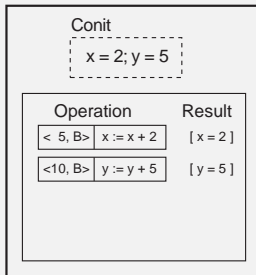 Conit
x = 2; y = 5
Operation Result
< 5, B> x := x + 2 [ x = 2 ]
<10, B> y := y + 5 [ y = 5 ]